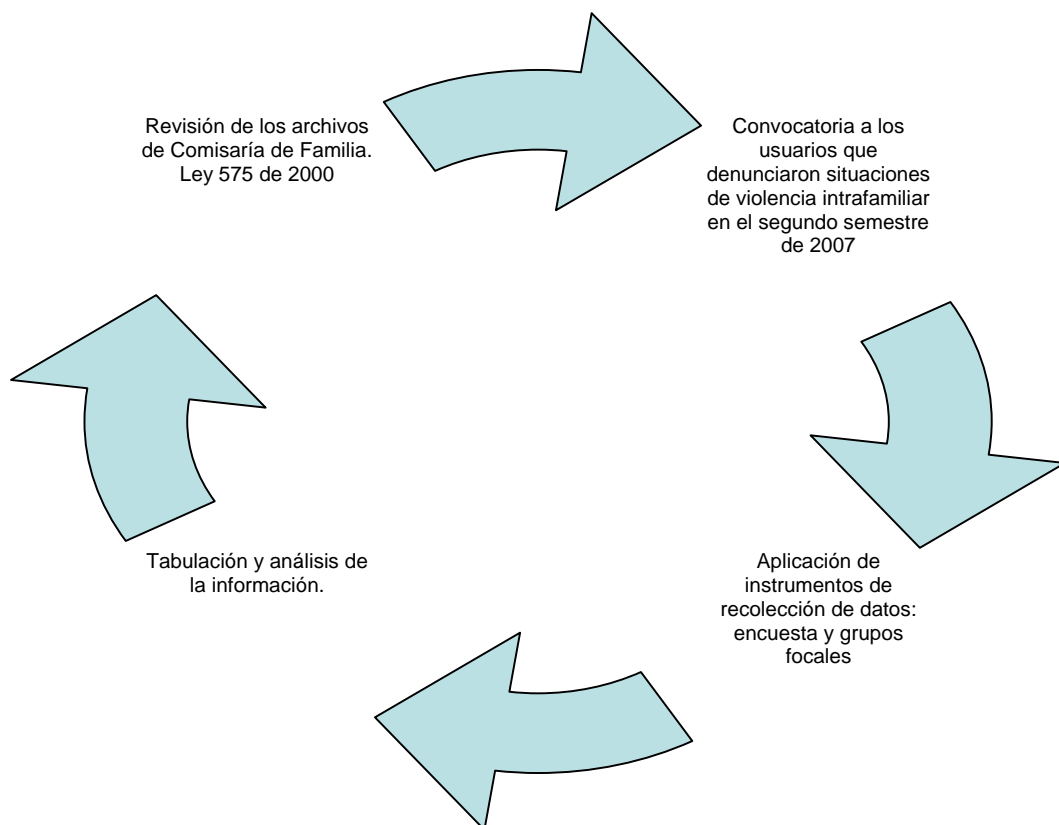 Revisión de los archivos
de Comisaría de Familia.
Ley 575 de 2000
Convocatoria a los
usuarios que
denunciaron situaciones
de violencia intrafamiliar
en el segundo semestre
de 2007
Aplicación de
instrumentos de
recolección de datos:
encuesta y grupos
focales
Tabulación y análisis de
la información.